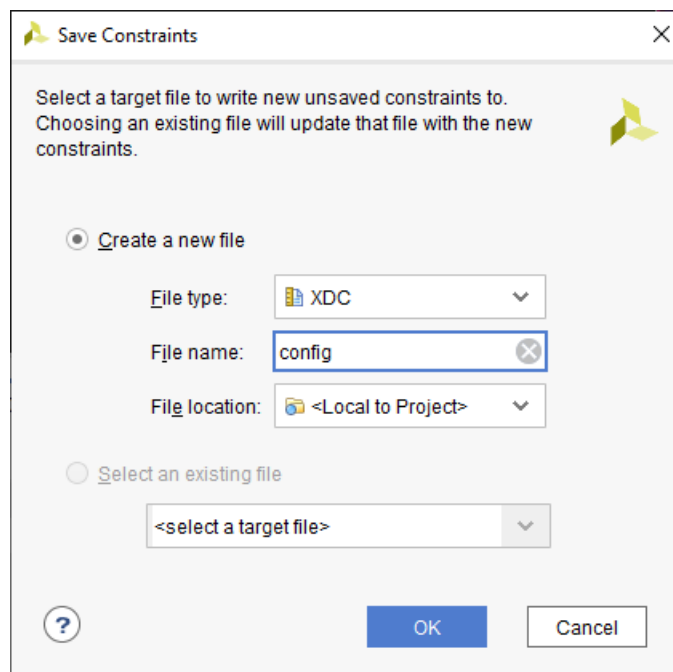 Save Constraints
Select a target file to write new unsaved constraints to.
Choosing an existing file will update that file with the new
constraints.
Create a new file
File type: XDC
File name: config
File location: <Local to Project>
Select an existing file
<select a target file>
? OK Cancel